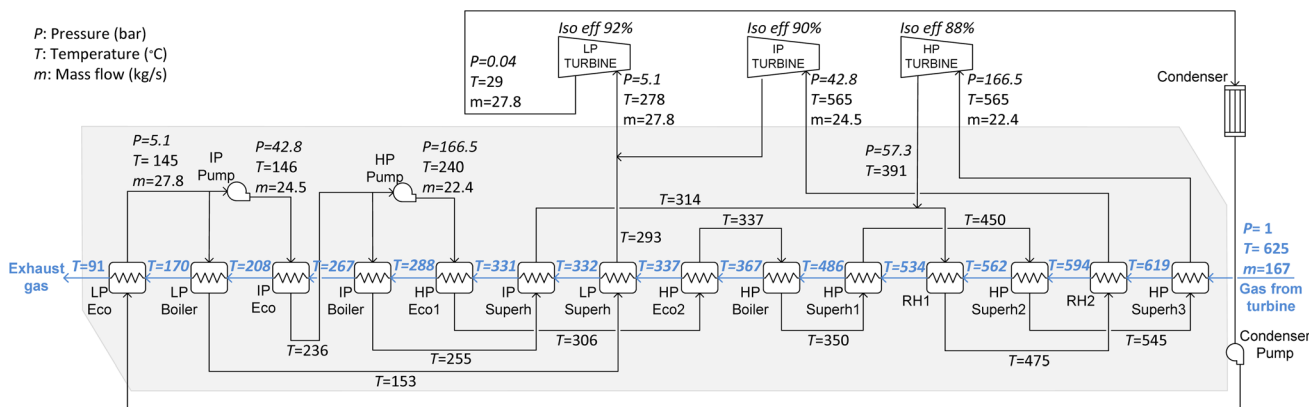 P: Pressure (bar)
T: Temperature (°C)
m: Mass flow (kg/s)
Iso eff 92%
LP
TURBINE
P=0.04
T=29
m=27.8
P=5.1
T=278
m=27.8
Iso eff 90%
IP
TURBINE
P=42.8
T=565
m=24.5
Iso eff 88%
HP
TURBINE
P=166.5
T=565
m=22.4
Condenser
P=5.1
T= 145
m=27.8
IP
Pump
P=42.8
T=146
m=24.5
HP
Pump
P=166.5
T=240
m=22.4
P=57.3
T=391
T=314
T=293
T=337
T=450
P= 1
T= 625
m=167
Gas from
turbine
Exhaust
gas
T=91
T=170
T=208
T=267
T=288
T=331
T=332
T=337
T=367
T=486
T=534
T=562
T=594
T=619
LP
Eco
LP
Boiler
IP
Eco
IP
Boiler
HP
Eco1
IP
Superh
LP
Superh
HP
Eco2
HP
Boiler
HP
Superh1
RH1
HP
Superh2
RH2
HP
Superh3
T=236
T=255
T=306
T=350
T=475
T=545
T=153
Condenser
Pump